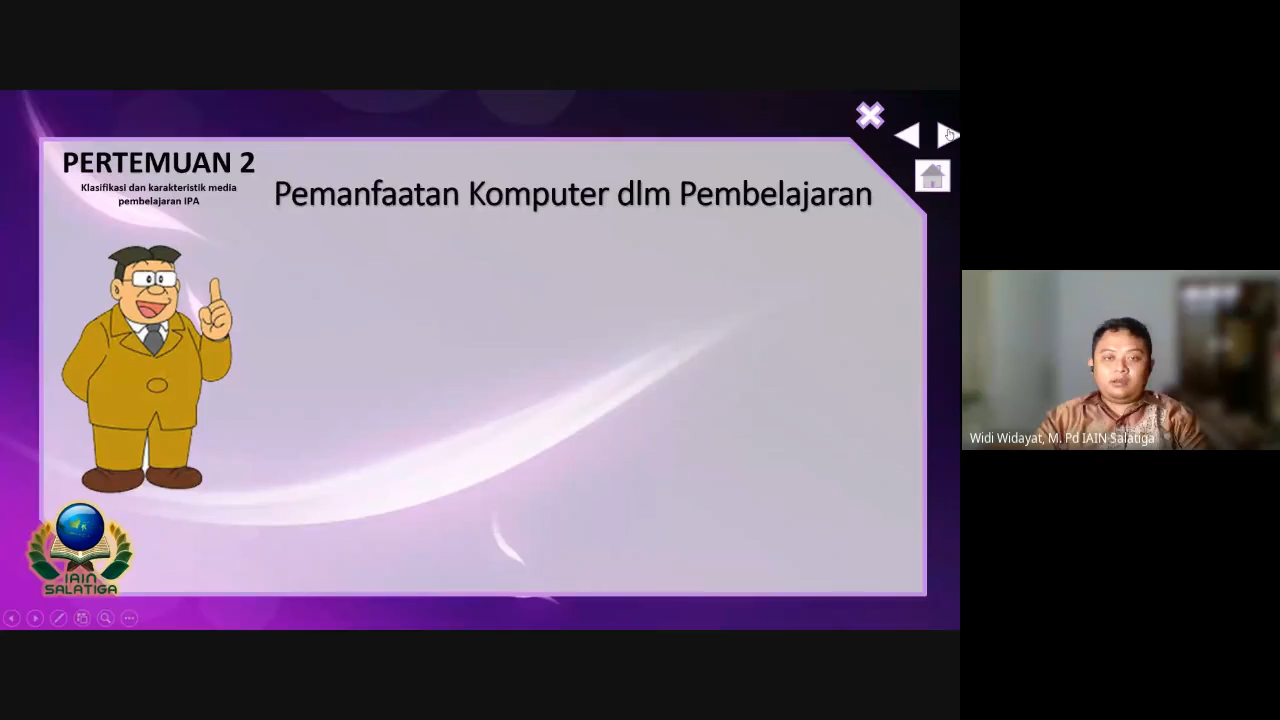 PERTEMUAN 2
Klasifikasi dan karakteristik media
pembelajaran IPA
Pemanfaatan Komputer dlm Pembelajaran
IAIN
SALATIGA
Widi Widayat, M. Pd IAIN Salatiga